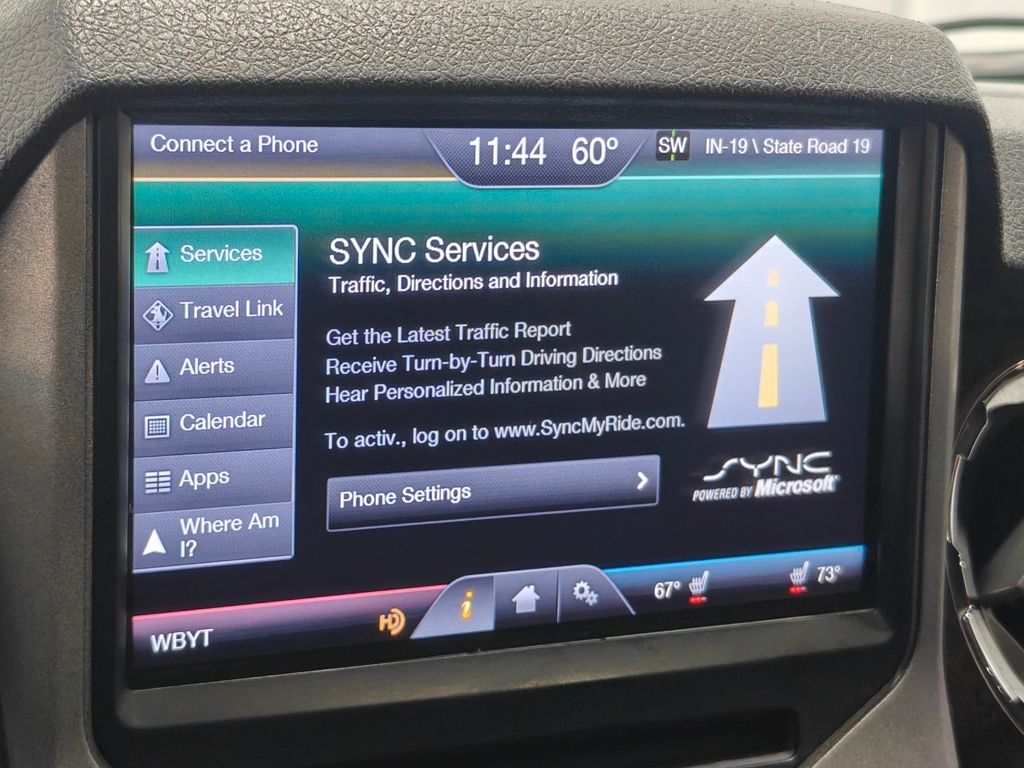 Connect a Phone
11:44 60°
SW IN-19 \ State Road 19
Services
Travel Link
Alerts
Calendar
Apps
Where Am
I?
SYNC Services
Traffic, Directions and Information
Get the Latest Traffic Report
Receive Turn-by-Turn Driving Directions
Hear Personalized Information & More
To activ., log on to www.SyncMyRide.com.
Phone Settings
SYNC
POWERED BY Microsoft®
WBYT
HD
i
67°
73°